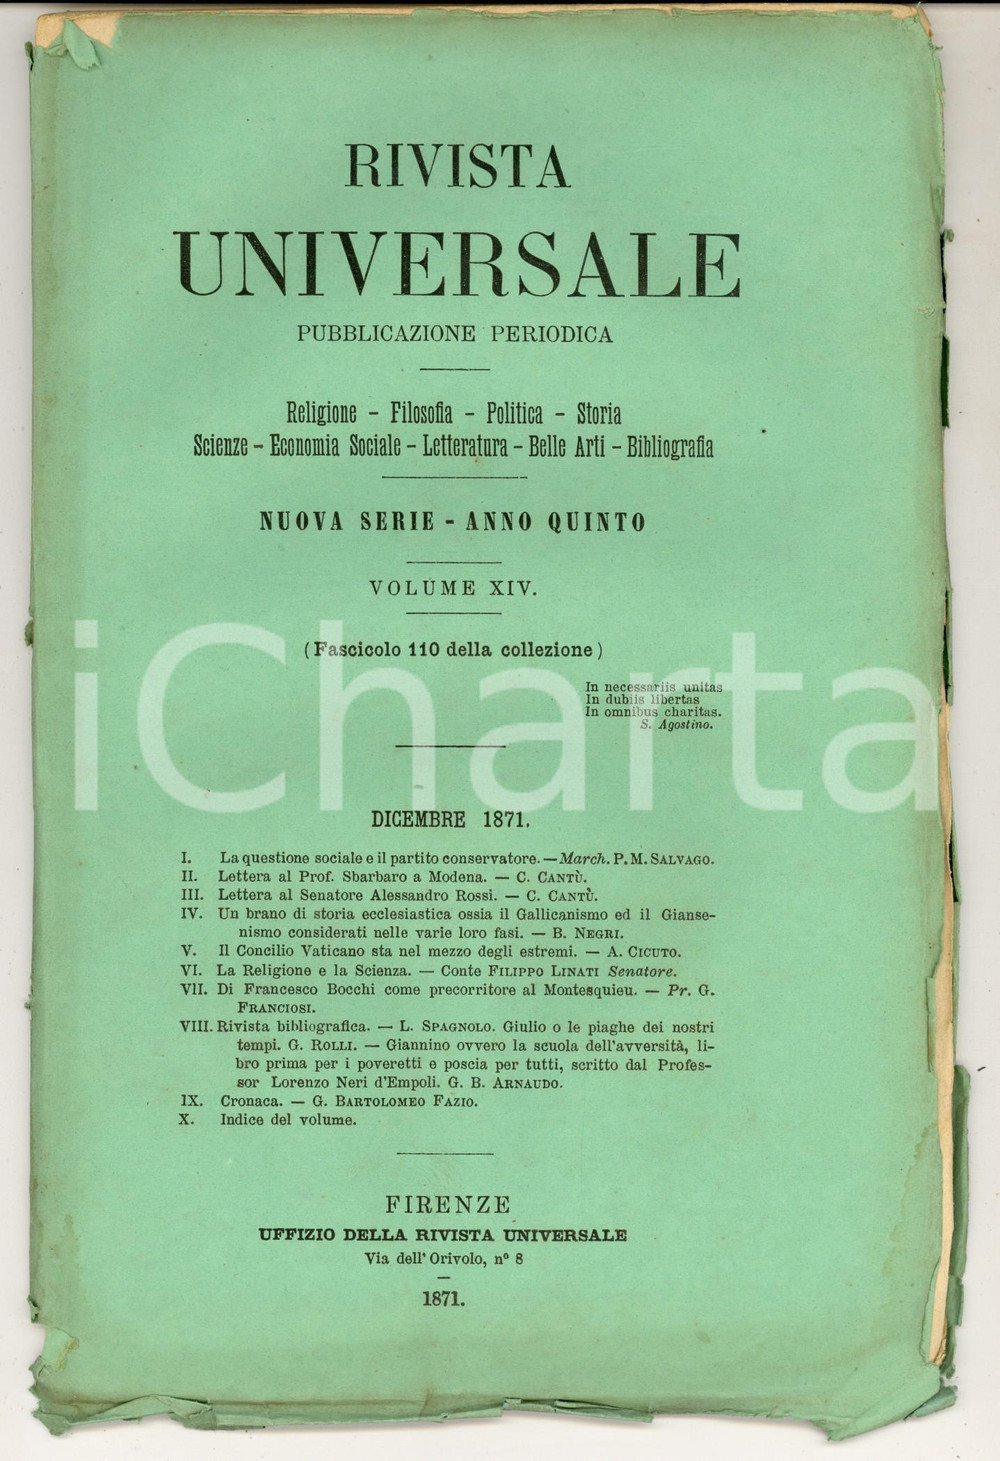 RIVISTA
UNIVERSALE
PUBBLICAZIONE PERIODICA
Religione - Filosofia - Politica - Storia
Scienze - Economia Sociale - Letteratura - Belle Arti - Bibliografia
NUOVA SERIE - ANNO QUINTO
VOLUME XIV.
(Fascicolo 110 della collezione)
In necessariis unitas
In dubiis libertas
In omnibus charitas.
S. Agostino.
iCharta
DICEMBRE 1871.
I. La questione sociale e il partito conservatore. — March. P. M. SALVAGO.
II. Lettera al Prof. Sbarbaro a Modena. — C. CANTÙ.
III. Lettera al Senatore Alessandro Rossi. — C. CANTÙ.
IV. Un brano di storia ecclesiastica ossia il Gallicanismo ed il Gianse-
nismo considerati nelle varie loro fasi. — B. NEGRI.
V. Il Concilio Vaticano sta nel mezzo degli estremi. — A. CICUTO.
VI. La Religione e la Scienza. — Conte FILIPPO LINATI Senatore.
VII. Di Francesco Bocchi come precorritore al Montesquieu. — Pr. G.
FRANCIOSI.
VIII. Rivista bibliografica. — L. SPAGNOLO. Giulio o le piaghe dei nostri
tempi. G. ROLLI. — Giannino ovvero la scuola dell'avversità, li-
bro prima per i poveretti e poscia per tutti, scritto dal Profes-
sor Lorenzo Neri d'Empoli. G. B. ARNAUDO.
IX. Cronaca. — G. BARTOLOMEO FAZIO.
X. Indice del volume.
FIRENZE
UFFIZIO DELLA RIVISTA UNIVERSALE
Via dell' Orivolo, nº 8
1871.